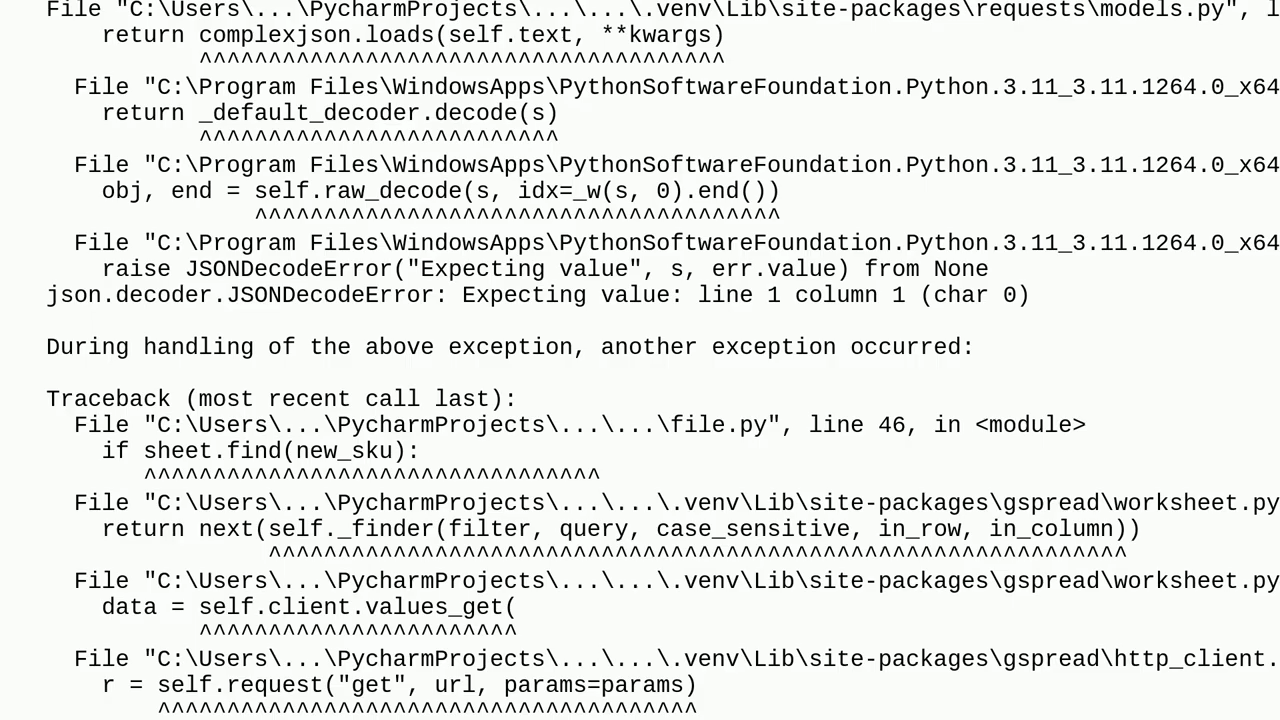 File "C:\Users\...\PycharmProjects\...\...\.venv\Lib\site-packages\requests\models.py", l
return complexjson.loads(self.text, **kwargs)
^^^^^^^^^^^^^^^^^^^^^^^^^^^^^^^^^^^^^^
File "C:\Program Files\WindowsApps\PythonSoftwareFoundation.Python.3.11_3.11.1264.0_x64
return _default_decoder.decode(s)
^^^^^^^^^^^^^^^^^^^^^^^^^^
File "C:\Program Files\WindowsApps\PythonSoftwareFoundation.Python.3.11_3.11.1264.0_x64
obj, end = self.raw_decode(s, idx=_w(s, 0).end())
^^^^^^^^^^^^^^^^^^^^^^^^^^^^^^^^^^^^^^
File "C:\Program Files\WindowsApps\PythonSoftwareFoundation.Python.3.11_3.11.1264.0_x64
raise JSONDecodeError("Expecting value", s, err.value) from None
json.decoder.JSONDecodeError: Expecting value: line 1 column 1 (char 0)
During handling of the above exception, another exception occurred:
Traceback (most recent call last):
File "C:\Users\...\PycharmProjects\...\...\file.py", line 46, in <module>
if sheet.find(new_sku):
^^^^^^^^^^^^^^^^^^^^^^^^^^^^^^^^^
File "C:\Users\...\PycharmProjects\...\...\.venv\Lib\site-packages\gspread\worksheet.py
return next(self._finder(filter, query, case_sensitive, in_row, in_column))
^^^^^^^^^^^^^^^^^^^^^^^^^^^^^^^^^^^^^^^^^^^^^^^^^^^^^^^^^^^^^^
File "C:\Users\...\PycharmProjects\...\...\.venv\Lib\site-packages\gspread\worksheet.py
data = self.client.values_get(
^^^^^^^^^^^^^^^^^^^^^^^
File "C:\Users\...\PycharmProjects\...\...\.venv\Lib\site-packages\gspread\http_client.
r = self.request("get", url, params=params)
^^^^^^^^^^^^^^^^^^^^^^^^^^^^^^^^^^^^^^^